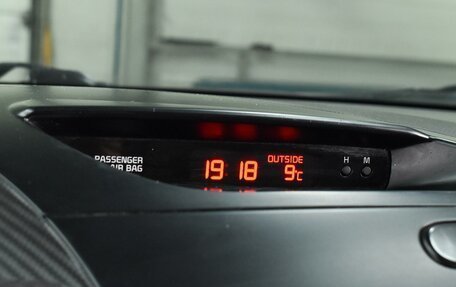 PASSENGER
AIR BAG
19:18
OUTSIDE
9°C
H M